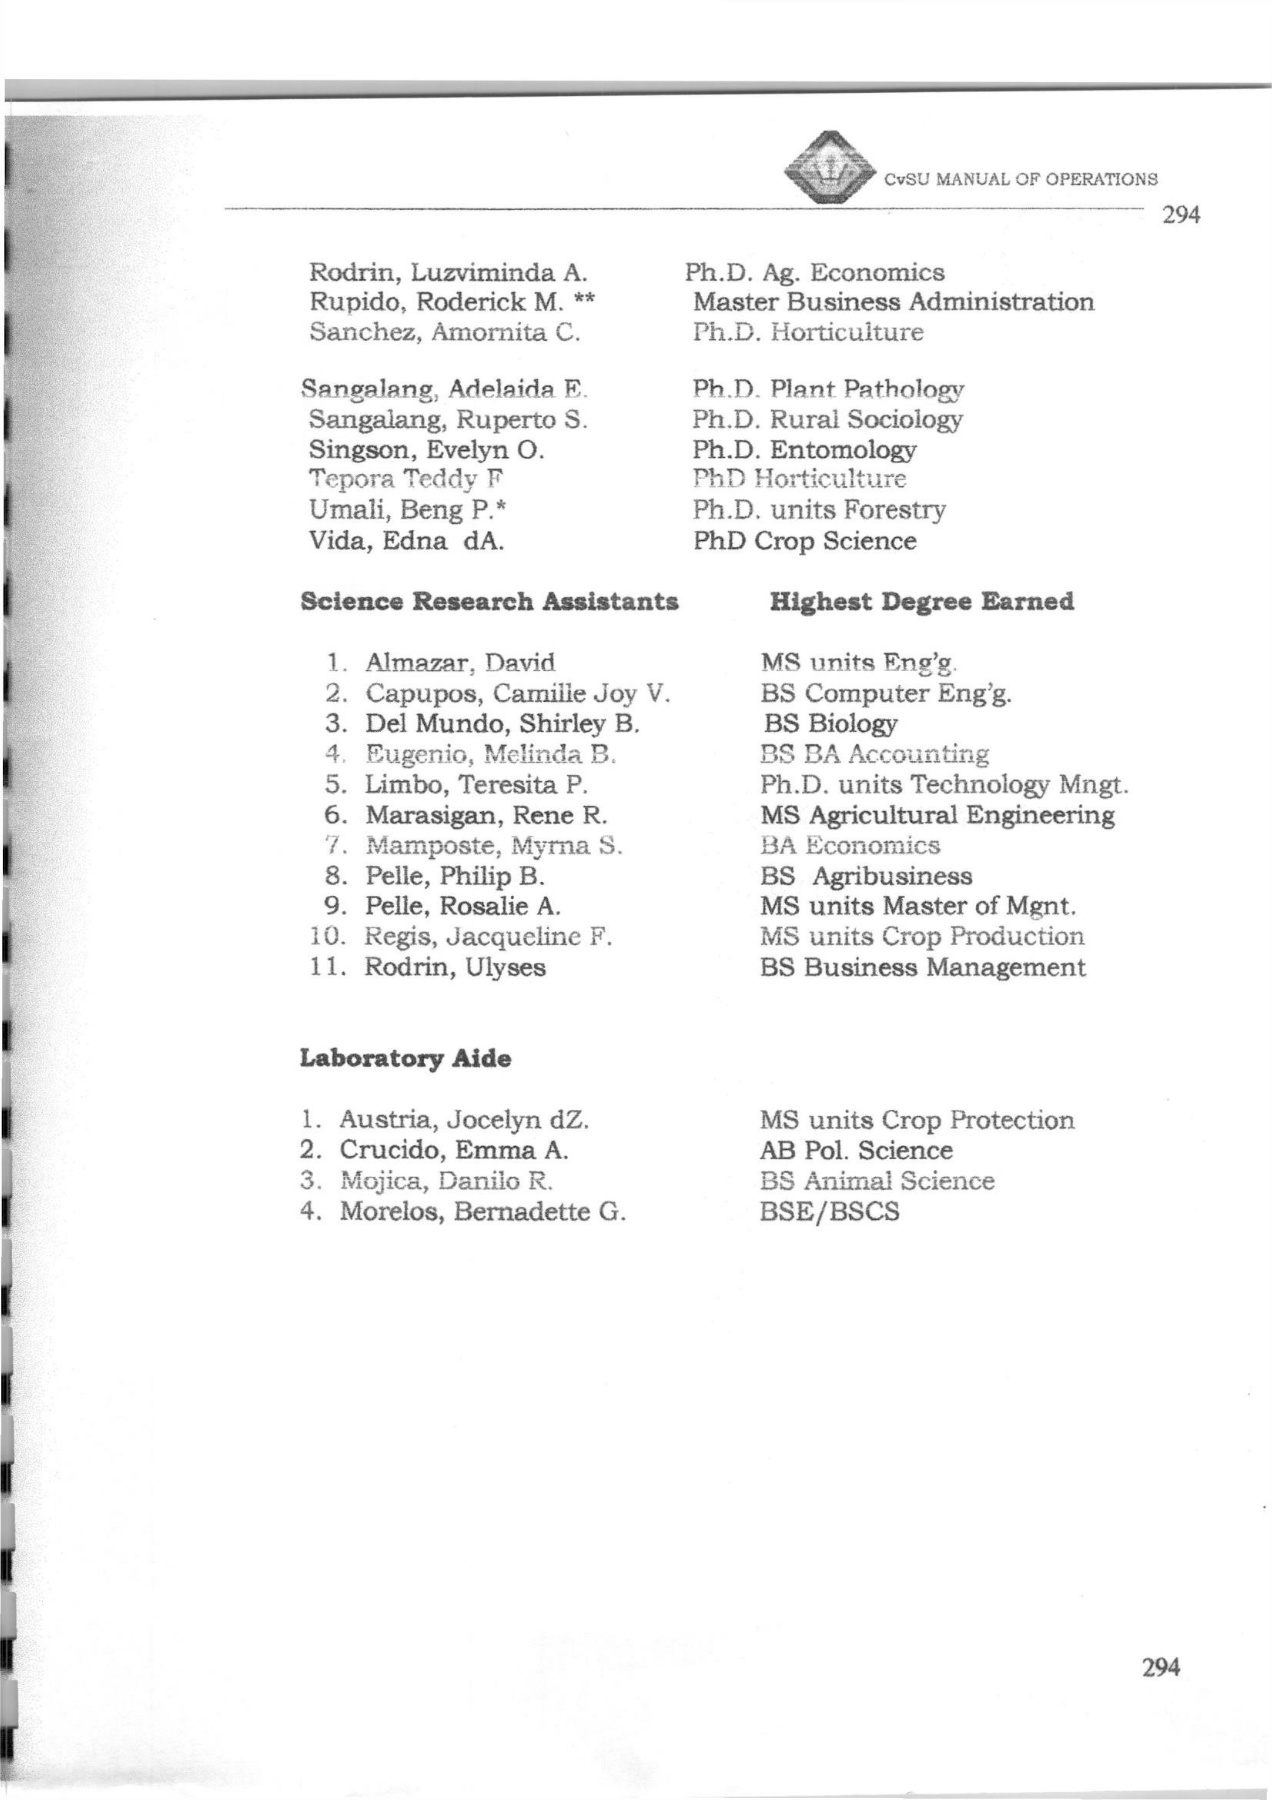 CvSU MANUAL OF OPERATIONS
294
Rodrin, Luzviminda A. Ph.D. Ag. Economics
Rupido, Roderick M. ** Master Business Administration
Sanchez, Amornita C. Ph.D. Horticulture
Sangalang, Adelaida E. Ph.D. Plant Pathology
Sangalang, Ruperto S. Ph.D. Rural Sociology
Singson, Evelyn O. Ph.D. Entomology
Tepora Teddy F PhD Horticulture
Umali, Beng P.* Ph.D. units Forestry
Vida, Edna dA. PhD Crop Science
Science Research Assistants Highest Degree Earned
1. Almazar, David MS units Eng'g.
2. Capupos, Camille Joy V. BS Computer Eng'g.
3. Del Mundo, Shirley B. BS Biology
4. Eugenio, Melinda B. BS BA Accounting
5. Limbo, Teresita P. Ph.D. units Technology Mngt.
6. Marasigan, Rene R. MS Agricultural Engineering
7. Mamposte, Myrna S. BA Economics
8. Pelle, Philip B. BS Agribusiness
9. Pelle, Rosalie A. MS units Master of Mgnt.
10. Regis, Jacqueline F. MS units Crop Production
11. Rodrin, Ulyses BS Business Management
Laboratory Aide
1. Austria, Jocelyn dZ. MS units Crop Protection
2. Crucido, Emma A. AB Pol. Science
3. Mojica, Danilo R. BS Animal Science
4. Morelos, Bernadette G. BSE/BSCS
294